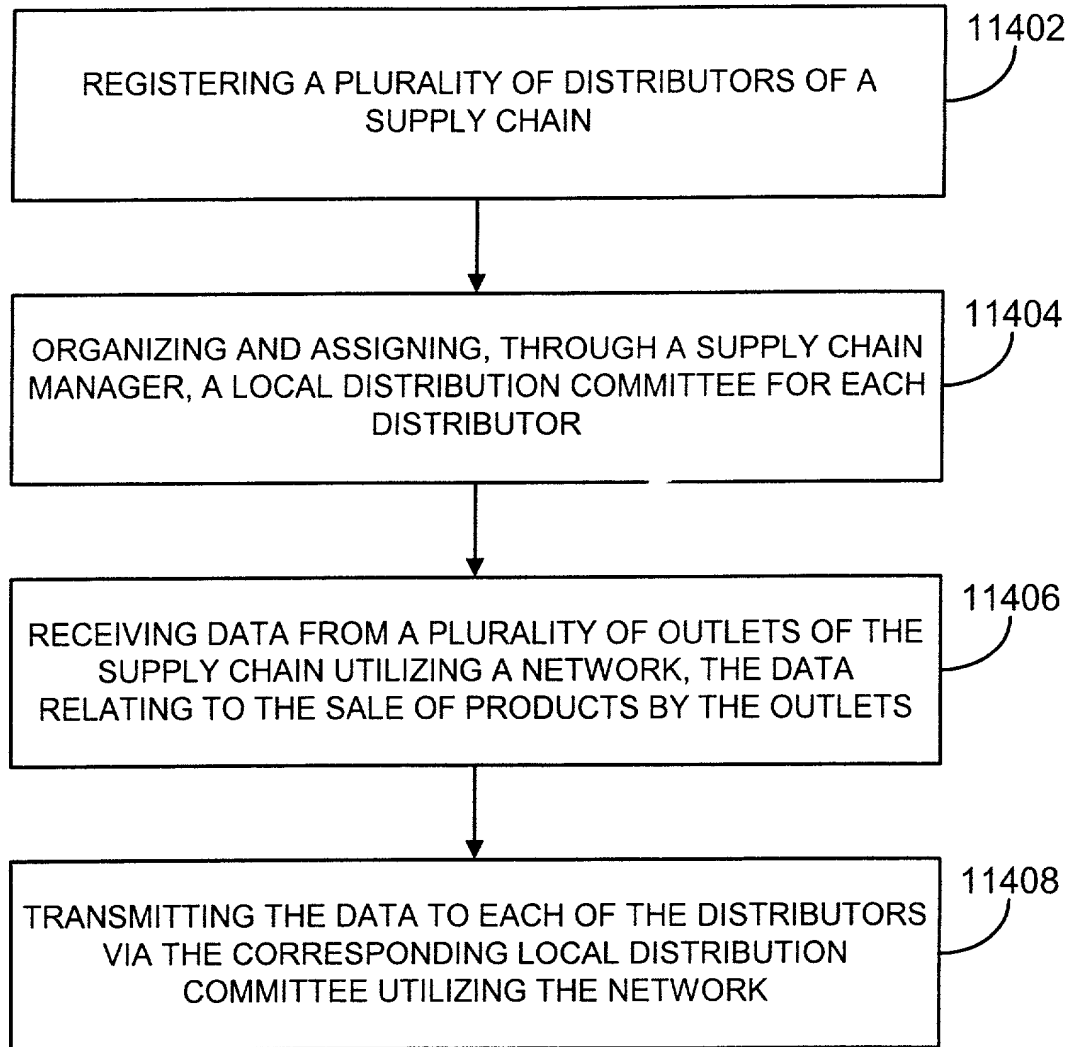 11402
REGISTERING A PLURALITY OF DISTRIBUTORS OF A
SUPPLY CHAIN
11404
ORGANIZING AND ASSIGNING, THROUGH A SUPPLY CHAIN
MANAGER, A LOCAL DISTRIBUTION COMMITTEE FOR EACH
DISTRIBUTOR
11406
RECEIVING DATA FROM A PLURALITY OF OUTLETS OF THE
SUPPLY CHAIN UTILIZING A NETWORK, THE DATA
RELATING TO THE SALE OF PRODUCTS BY THE OUTLETS
11408
TRANSMITTING THE DATA TO EACH OF THE DISTRIBUTORS
VIA THE CORRESPONDING LOCAL DISTRIBUTION
COMMITTEE UTILIZING THE NETWORK